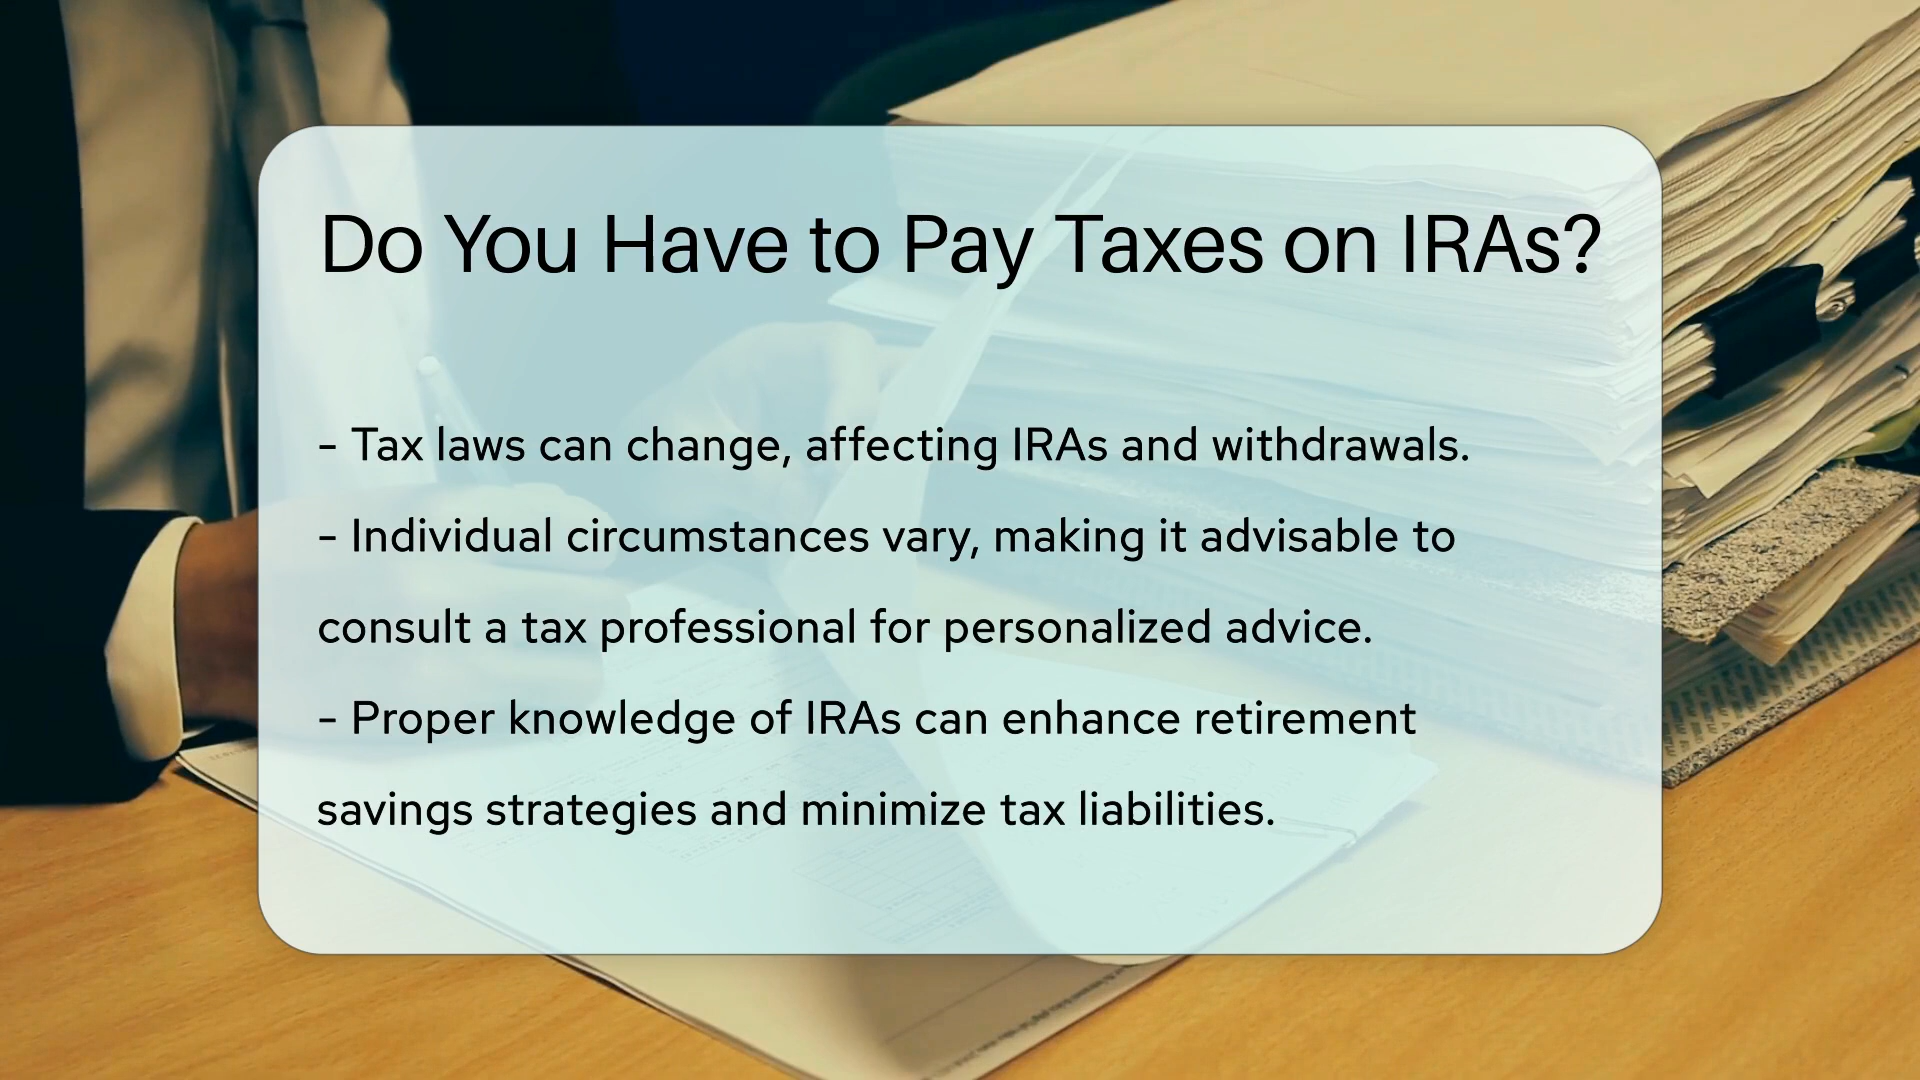 Do You Have to Pay Taxes on IRAs?
- Tax laws can change, affecting IRAs and withdrawals.
- Individual circumstances vary, making it advisable to
consult a tax professional for personalized advice.
- Proper knowledge of IRAs can enhance retirement
savings strategies and minimize tax liabilities.